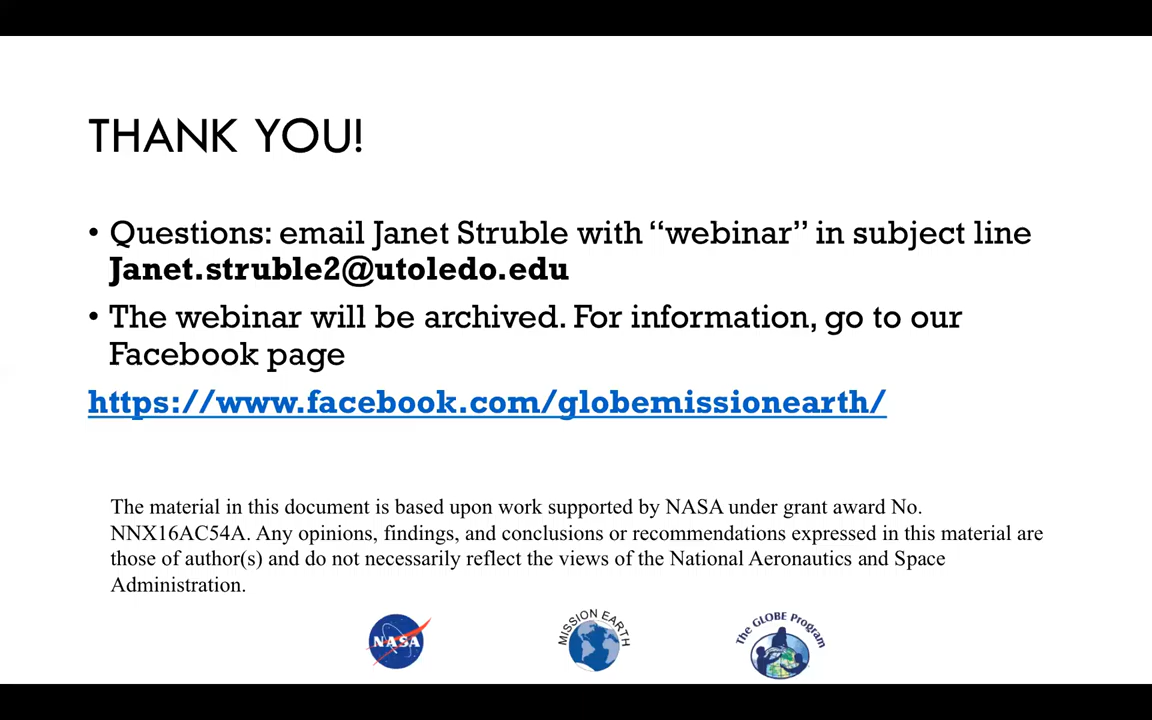 THANK YOU!
• Questions: email Janet Struble with “webinar” in subject line
Janet.struble2@utoledo.edu
• The webinar will be archived. For information, go to our
Facebook page
https://www.facebook.com/globemissionearth/
The material in this document is based upon work supported by NASA under grant award No.
NNX16AC54A. Any opinions, findings, and conclusions or recommendations expressed in this material are
those of author(s) and do not necessarily reflect the views of the National Aeronautics and Space
Administration.
NASA
MISSION EARTH
The GLOBE Program